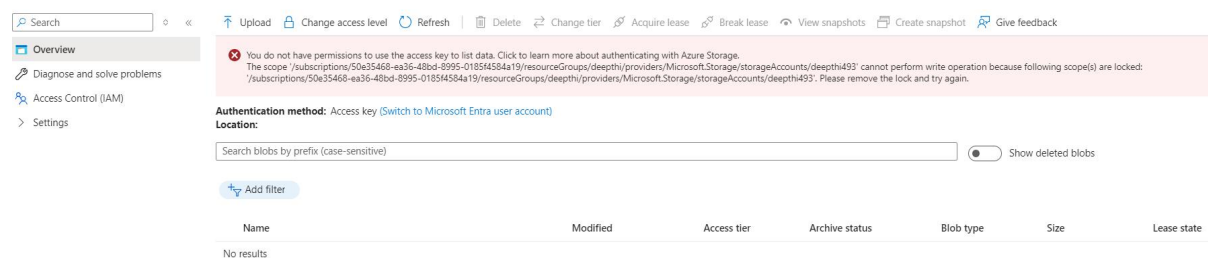 Search
Upload Change access level Refresh Delete Change tier Acquire lease Break lease View snapshots Create snapshot Give feedback
Overview
Diagnose and solve problems
Access Control (IAM)
Settings
You do not have permissions to use the access key to list data. Click to learn more about authenticating with Azure Storage.
The scope '/subscriptions/50e35468-ea36-48bd-8995-0185f4584a19/resourceGroups/deepthi/providers/Microsoft.Storage/storageAccounts/deepthi493' cannot perform write operation because following scope(s) are locked:
'/subscriptions/50e35468-ea36-48bd-8995-0185f4584a19/resourceGroups/deepthi/providers/Microsoft.Storage/storageAccounts/deepthi493'. Please remove the lock and try again.
Authentication method: Access key (Switch to Microsoft Entra user account)
Location:
Search blobs by prefix (case-sensitive)
Show deleted blobs
Add filter
Name Modified Access tier Archive status Blob type Size Lease state
No results